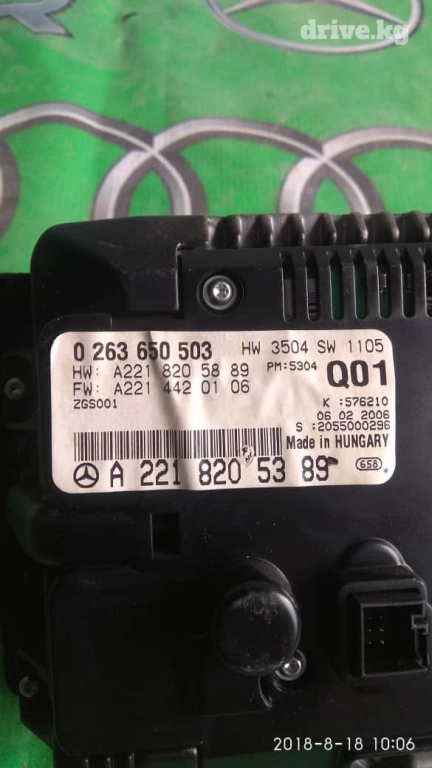 drive.kg
0 263 650 503 HW 3504 SW 1105
HW: A221 820 58 89 PM:5304 Q01
FW: A221 442 01 06
ZGS001 K :576210
06 02 2006
S :2055000296
Made in HUNGARY
A 221 820 53 89 658
2018-8-18 10:06